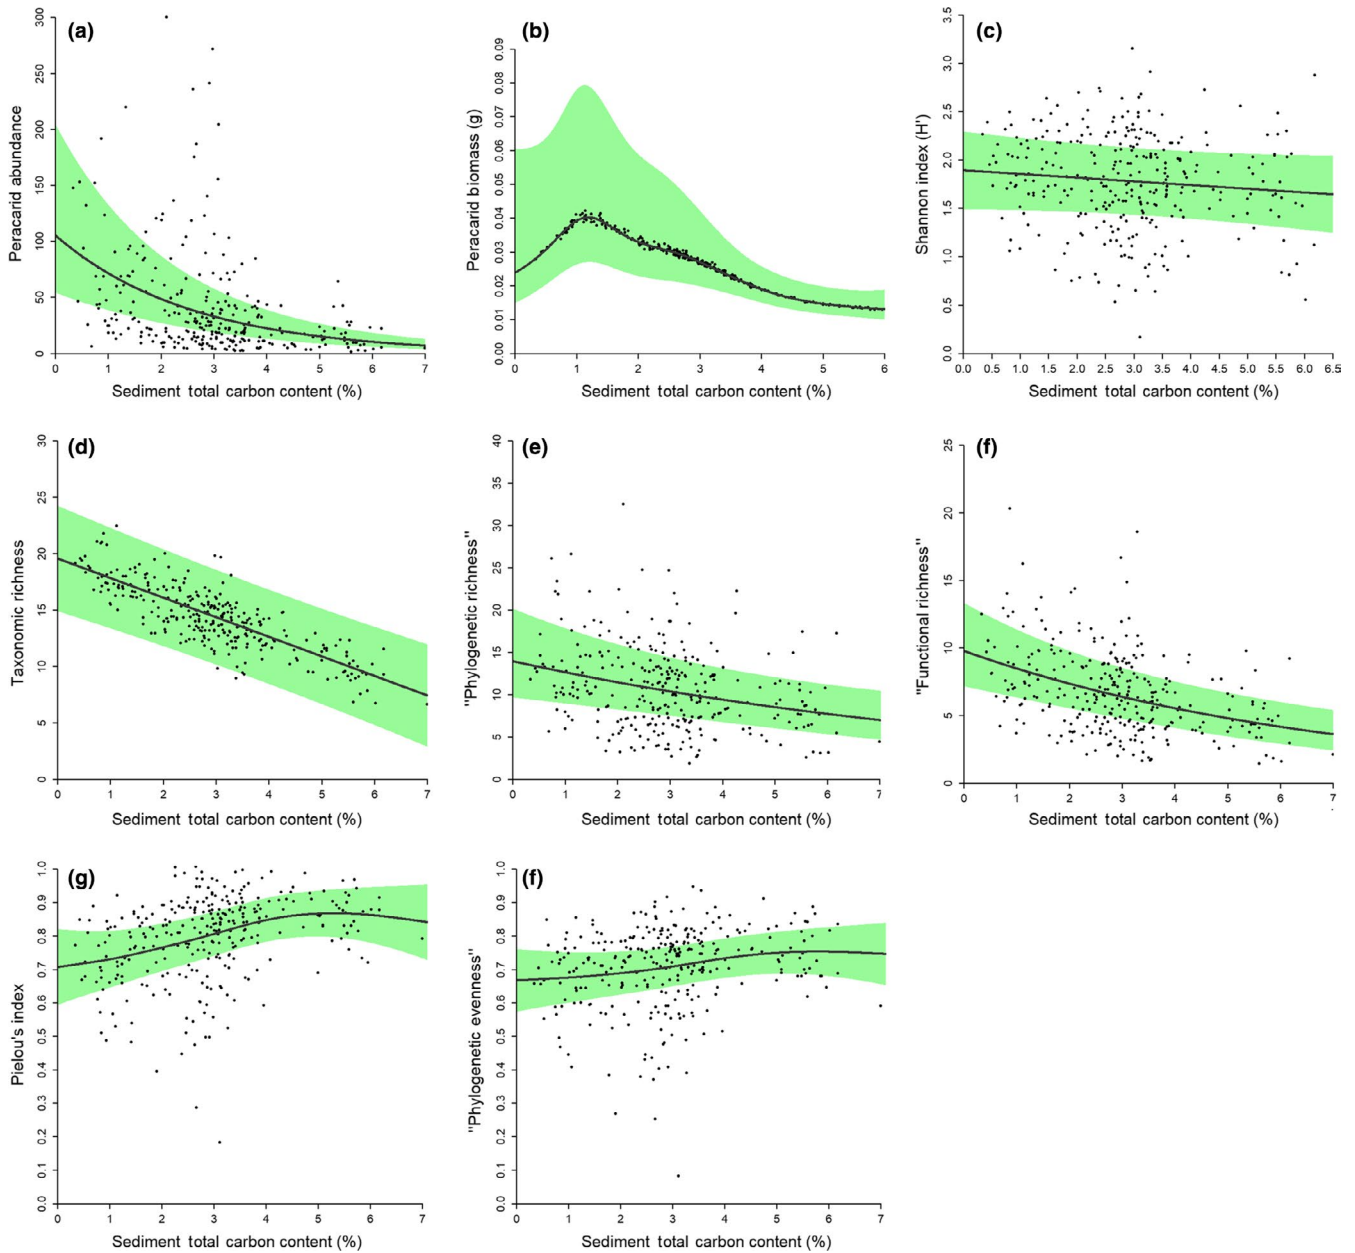 (a)
300
250
200
150
100
50
0
Peracarid abundance
0 1 2 3 4 5 6 7
Sediment total carbon content (%)
(b)
0.09
0.08
0.07
0.06
0.05
0.04
0.03
0.02
0.01
0.00
Peracarid biomass (g)
0 1 2 3 4 5 6
Sediment total carbon content (%)
(c)
3.5
3.0
2.5
2.0
1.5
1.0
0.5
0.0
Shannon index (H')
0.0 0.5 1.0 1.5 2.0 2.5 3.0 3.5 4.0 4.5 5.0 5.5 6.0 6.5
Sediment total carbon content (%)
(d)
30
25
20
15
10
5
0
Taxonomic richness
0 1 2 3 4 5 6 7
Sediment total carbon content (%)
(e)
40
35
30
25
20
15
10
5
0
"Phylogenetic richness"
0 1 2 3 4 5 6 7
Sediment total carbon content (%)
(f)
25
20
15
10
5
0
"Functional richness"
0 1 2 3 4 5 6 7
Sediment total carbon content (%)
(g)
1.0
0.9
0.8
0.7
0.6
0.5
0.4
0.3
0.2
0.1
0.0
Pielou's index
0 1 2 3 4 5 6 7
Sediment total carbon content (%)
(f)
1.0
0.9
0.8
0.7
0.6
0.5
0.4
0.3
0.2
0.1
0.0
"Phylogenetic evenness"
0 1 2 3 4 5 6 7
Sediment total carbon content (%)